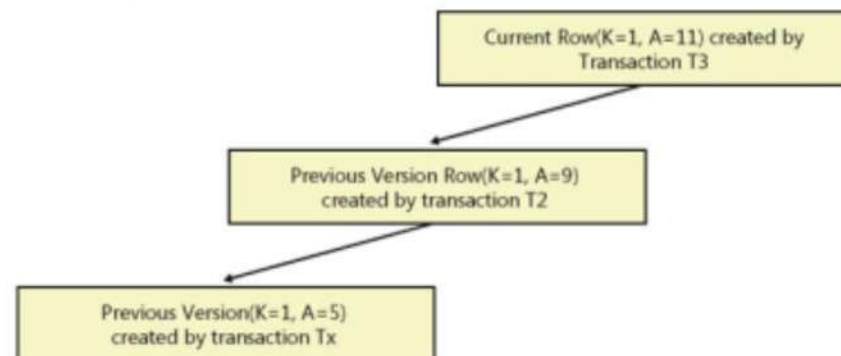 Current Row(K=1, A=11) created by
Transaction T3
Previous Version Row(K=1, A=9)
created by transaction T2
Previous Version(K=1, A=5)
created by transaction Tx